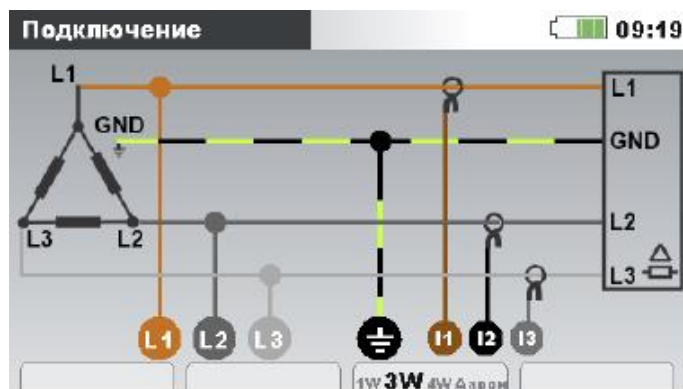 Подключение 09:19
L1 L1
GND GND
L3 L2 L2
L3
L1 L2 L3 I1 I2 I3
1W 3W 4W Аарон